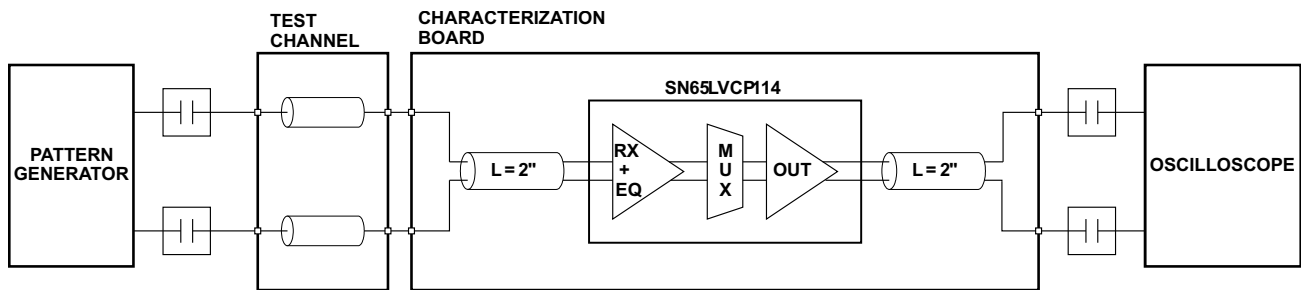 TEST
CHANNEL
CHARACTERIZATION
BOARD
SN65LVCP114
PATTERN
GENERATOR
L = 2"
RX
+
EQ
M
U
X
OUT
L = 2"
OSCILLOSCOPE